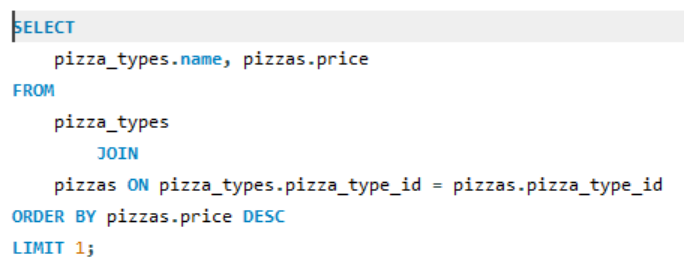 SELECT
    pizza_types.name, pizzas.price
FROM
    pizza_types
        JOIN
    pizzas ON pizza_types.pizza_type_id = pizzas.pizza_type_id
ORDER BY pizzas.price DESC
LIMIT 1;